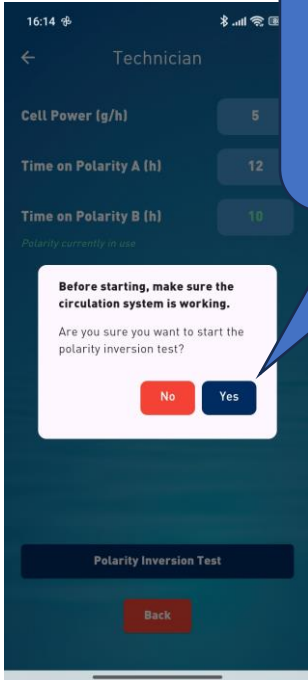 16:14
Technician
Cell Power (g/h) 5
Time on Polarity A (h) 12
Time on Polarity B (h) 10
Polarity currently in use
Before starting, make sure the
circulation system is working.
Are you sure you want to start the
polarity inversion test?
No Yes
Polarity Inversion Test
Back